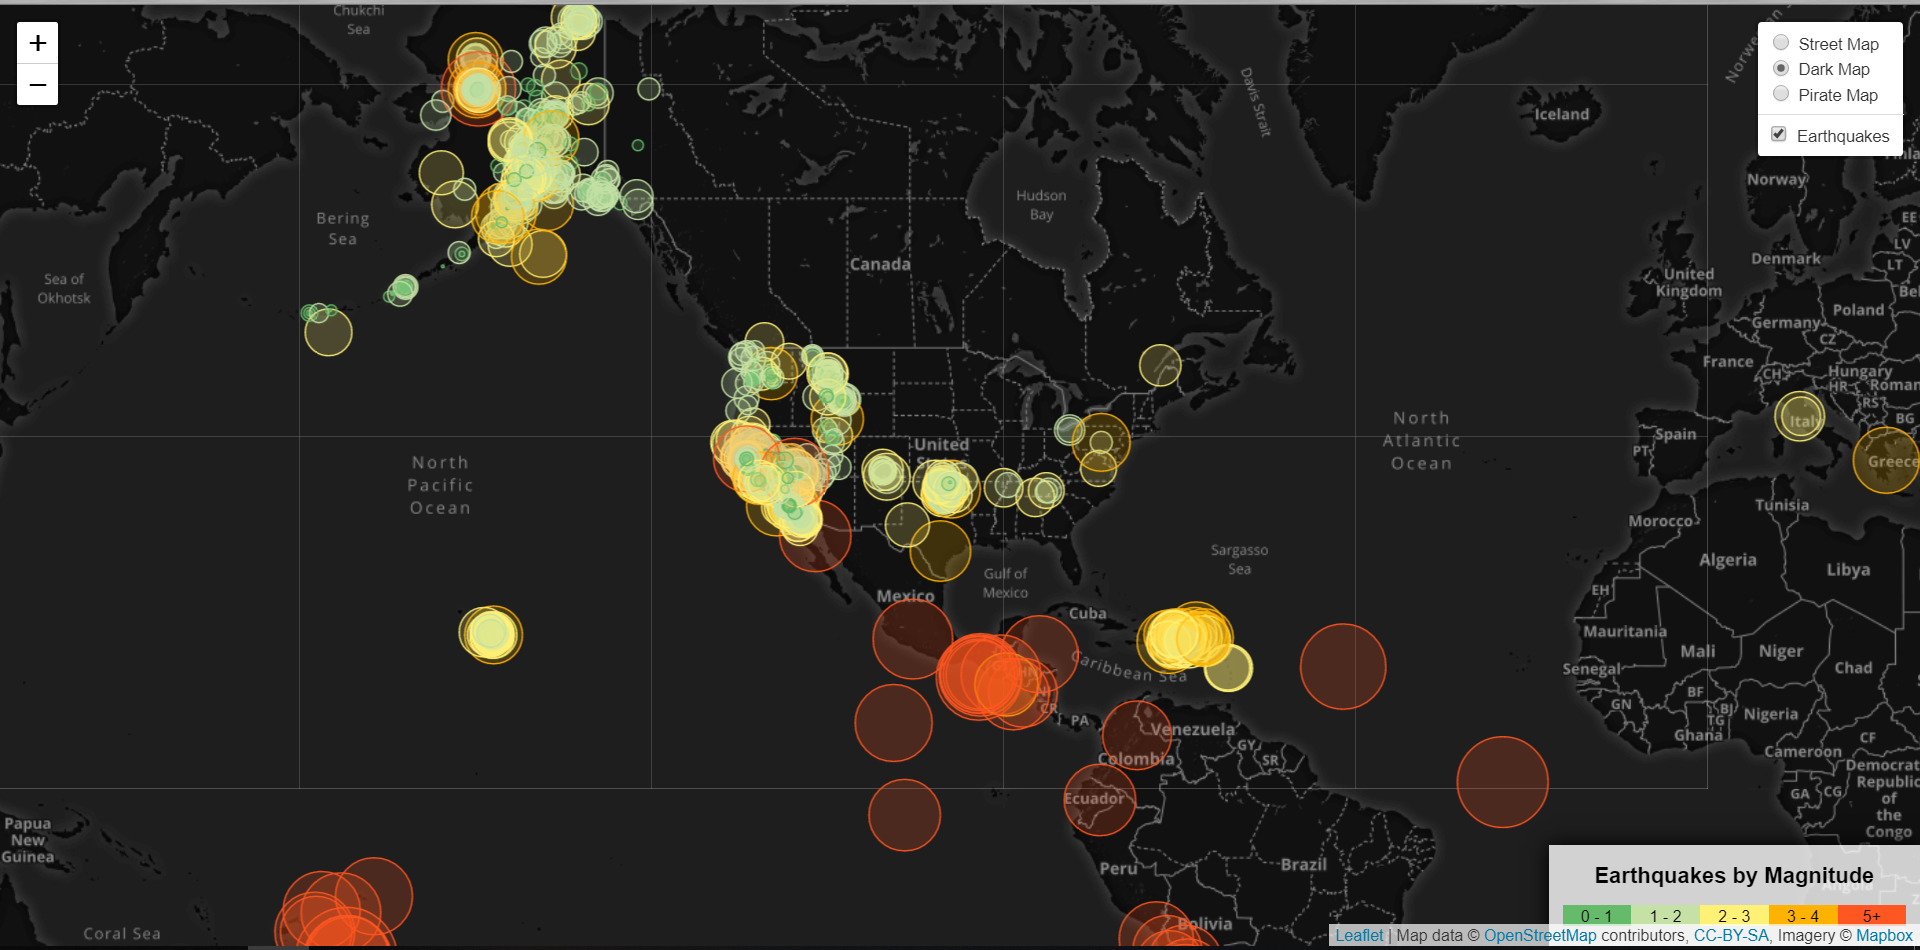 +
−
Street Map
Dark Map
Pirate Map
Earthquakes
Chukchi
Sea
Davis Strait
Iceland
Norway
EE
LV
LT
Denmark
Hudson
Bay
Bering
Sea
Sea of
Okhotsk
Canada
United
Kingdom
Poland
Germany
CZ
France
CH
Hungary
HR
RS
BG
Italy
Greece
North
Atlantic
Ocean
Spain
PT
North
Pacific
Ocean
United
Tunisia
Morocco
Algeria
Libya
EH
Sargasso
Sea
Gulf of
Mexico
Mexico
Cuba
Caribbean Sea
Mauritania
Mali
Niger
Chad
Senegal
BF
GN
BJ
TG
Nigeria
Ghana
CF
Cameroon
CR
PA
Venezuela
GY
SR
Colombia
Ecuador
Democrat
Republic
of
the
Congo
GA
CG
Peru
Brazil
Bolivia
Angola
Papua
New
Guinea
Coral Sea
Earthquakes by Magnitude
0 - 1 1 - 2 2 - 3 3 - 4 5+
Leaflet | Map data © OpenStreetMap contributors, CC-BY-SA, Imagery © Mapbox